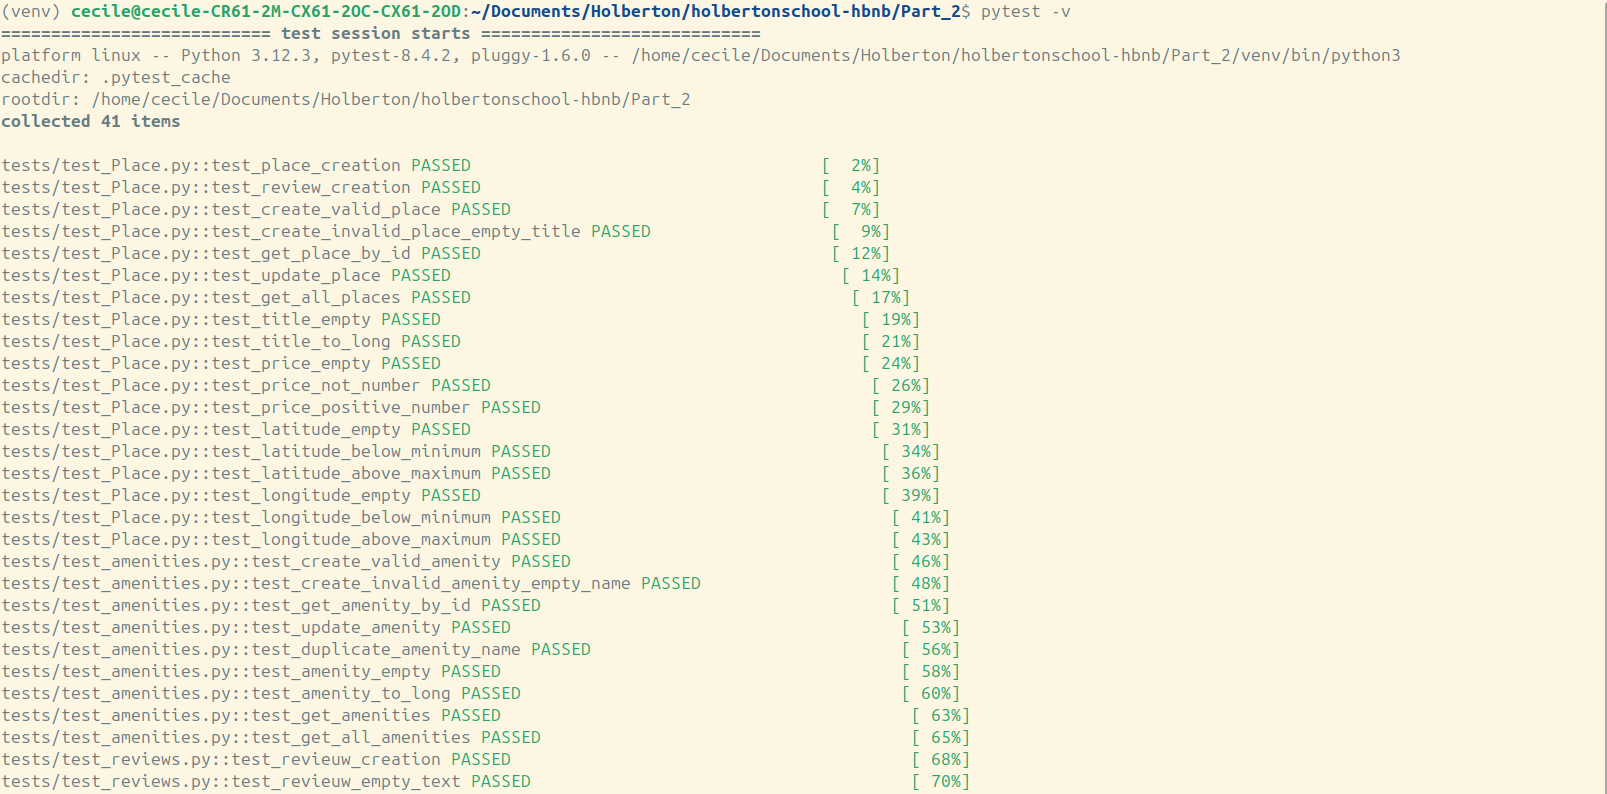 (venv) cecile@cecile-CR61-2M-CX61-2OC-CX61-2OD:~/Documents/Holberton/holbertonschool-hbnb/Part_2$ pytest -v
=========================== test session starts ============================
platform linux -- Python 3.12.3, pytest-8.4.2, pluggy-1.6.0 -- /home/cecile/Documents/Holberton/holbertonschool-hbnb/Part_2/venv/bin/python3
cachedir: .pytest_cache
rootdir: /home/cecile/Documents/Holberton/holbertonschool-hbnb/Part_2
collected 41 items
tests/test_Place.py::test_place_creation PASSED [  2%]
tests/test_Place.py::test_review_creation PASSED [  4%]
tests/test_Place.py::test_create_valid_place PASSED [  7%]
tests/test_Place.py::test_create_invalid_place_empty_title PASSED [  9%]
tests/test_Place.py::test_get_place_by_id PASSED [ 12%]
tests/test_Place.py::test_update_place PASSED [ 14%]
tests/test_Place.py::test_get_all_places PASSED [ 17%]
tests/test_Place.py::test_title_empty PASSED [ 19%]
tests/test_Place.py::test_title_to_long PASSED [ 21%]
tests/test_Place.py::test_price_empty PASSED [ 24%]
tests/test_Place.py::test_price_not_number PASSED [ 26%]
tests/test_Place.py::test_price_positive_number PASSED [ 29%]
tests/test_Place.py::test_latitude_empty PASSED [ 31%]
tests/test_Place.py::test_latitude_below_minimum PASSED [ 34%]
tests/test_Place.py::test_latitude_above_maximum PASSED [ 36%]
tests/test_Place.py::test_longitude_empty PASSED [ 39%]
tests/test_Place.py::test_longitude_below_minimum PASSED [ 41%]
tests/test_Place.py::test_longitude_above_maximum PASSED [ 43%]
tests/test_amenities.py::test_create_valid_amenity PASSED [ 46%]
tests/test_amenities.py::test_create_invalid_amenity_empty_name PASSED [ 48%]
tests/test_amenities.py::test_get_amenity_by_id PASSED [ 51%]
tests/test_amenities.py::test_update_amenity PASSED [ 53%]
tests/test_amenities.py::test_duplicate_amenity_name PASSED [ 56%]
tests/test_amenities.py::test_amenity_empty PASSED [ 58%]
tests/test_amenities.py::test_amenity_to_long PASSED [ 60%]
tests/test_amenities.py::test_get_amenities PASSED [ 63%]
tests/test_amenities.py::test_get_all_amenities PASSED [ 65%]
tests/test_reviews.py::test_revieuw_creation PASSED [ 68%]
tests/test_reviews.py::test_revieuw_empty_text PASSED [ 70%]